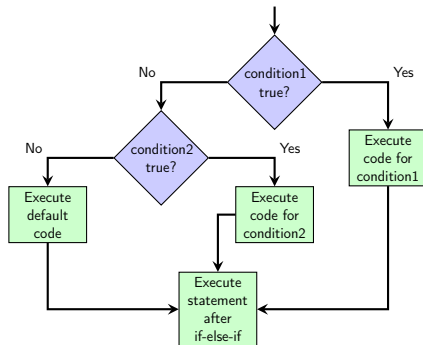 condition1
true?
No
Yes
condition2
true?
No
Yes
Execute
code for
condition1
Execute
default
code
Execute
code for
condition2
Execute
statement
after
if-else-if